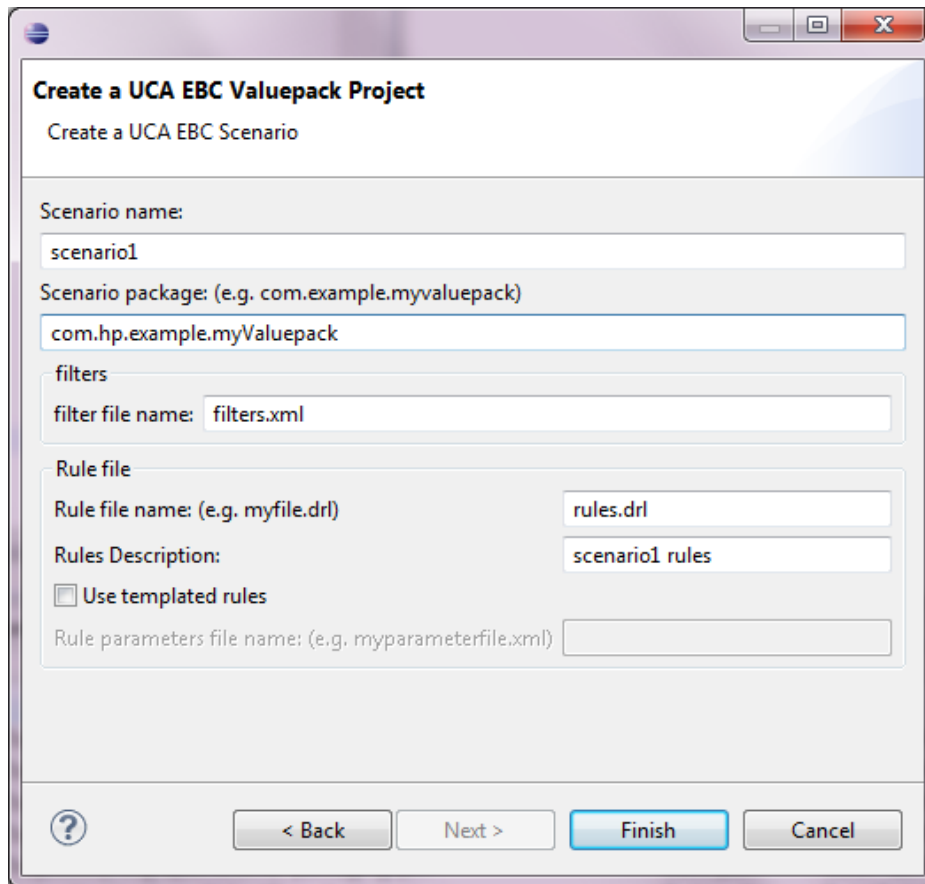 Create a UCA EBC Valuepack Project
Create a UCA EBC Scenario
Scenario name:
scenario1
Scenario package: (e.g. com.example.myvaluepack)
com.hp.example.myValuepack
filters
filter file name: filters.xml
Rule file
Rule file name: (e.g. myfile.drl) rules.drl
Rules Description: scenario1 rules
Use templated rules
Rule parameters file name: (e.g. myparameterfile.xml)
? < Back Next > Finish Cancel